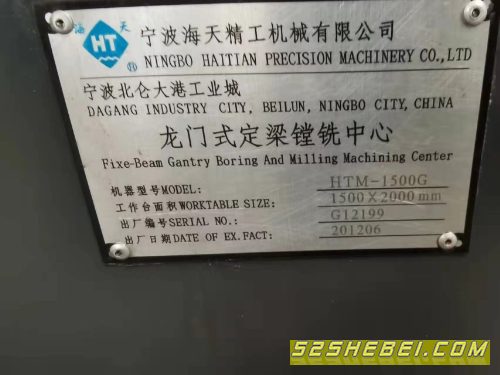 海 天
HT
®
宁波海天精工机械有限公司
NINGBO HAITIAN PRECISION MACHINERY CO.,LTD
宁波北仑大港工业城
DAGANG INDUSTRY CITY, BEILUN, NINGBO CITY, CHINA
龙门式定梁镗铣中心
Fixe-Beam Gantry Boring And Milling Machining Center
机器型号MODEL: HTM-1500G
工作台面积WORKTABLE SIZE: 1500×2000mm
出厂编号SERIAL NO.: G12199
出厂日期DATE OF EX.FACT: 201206
52SHEBEI.COM